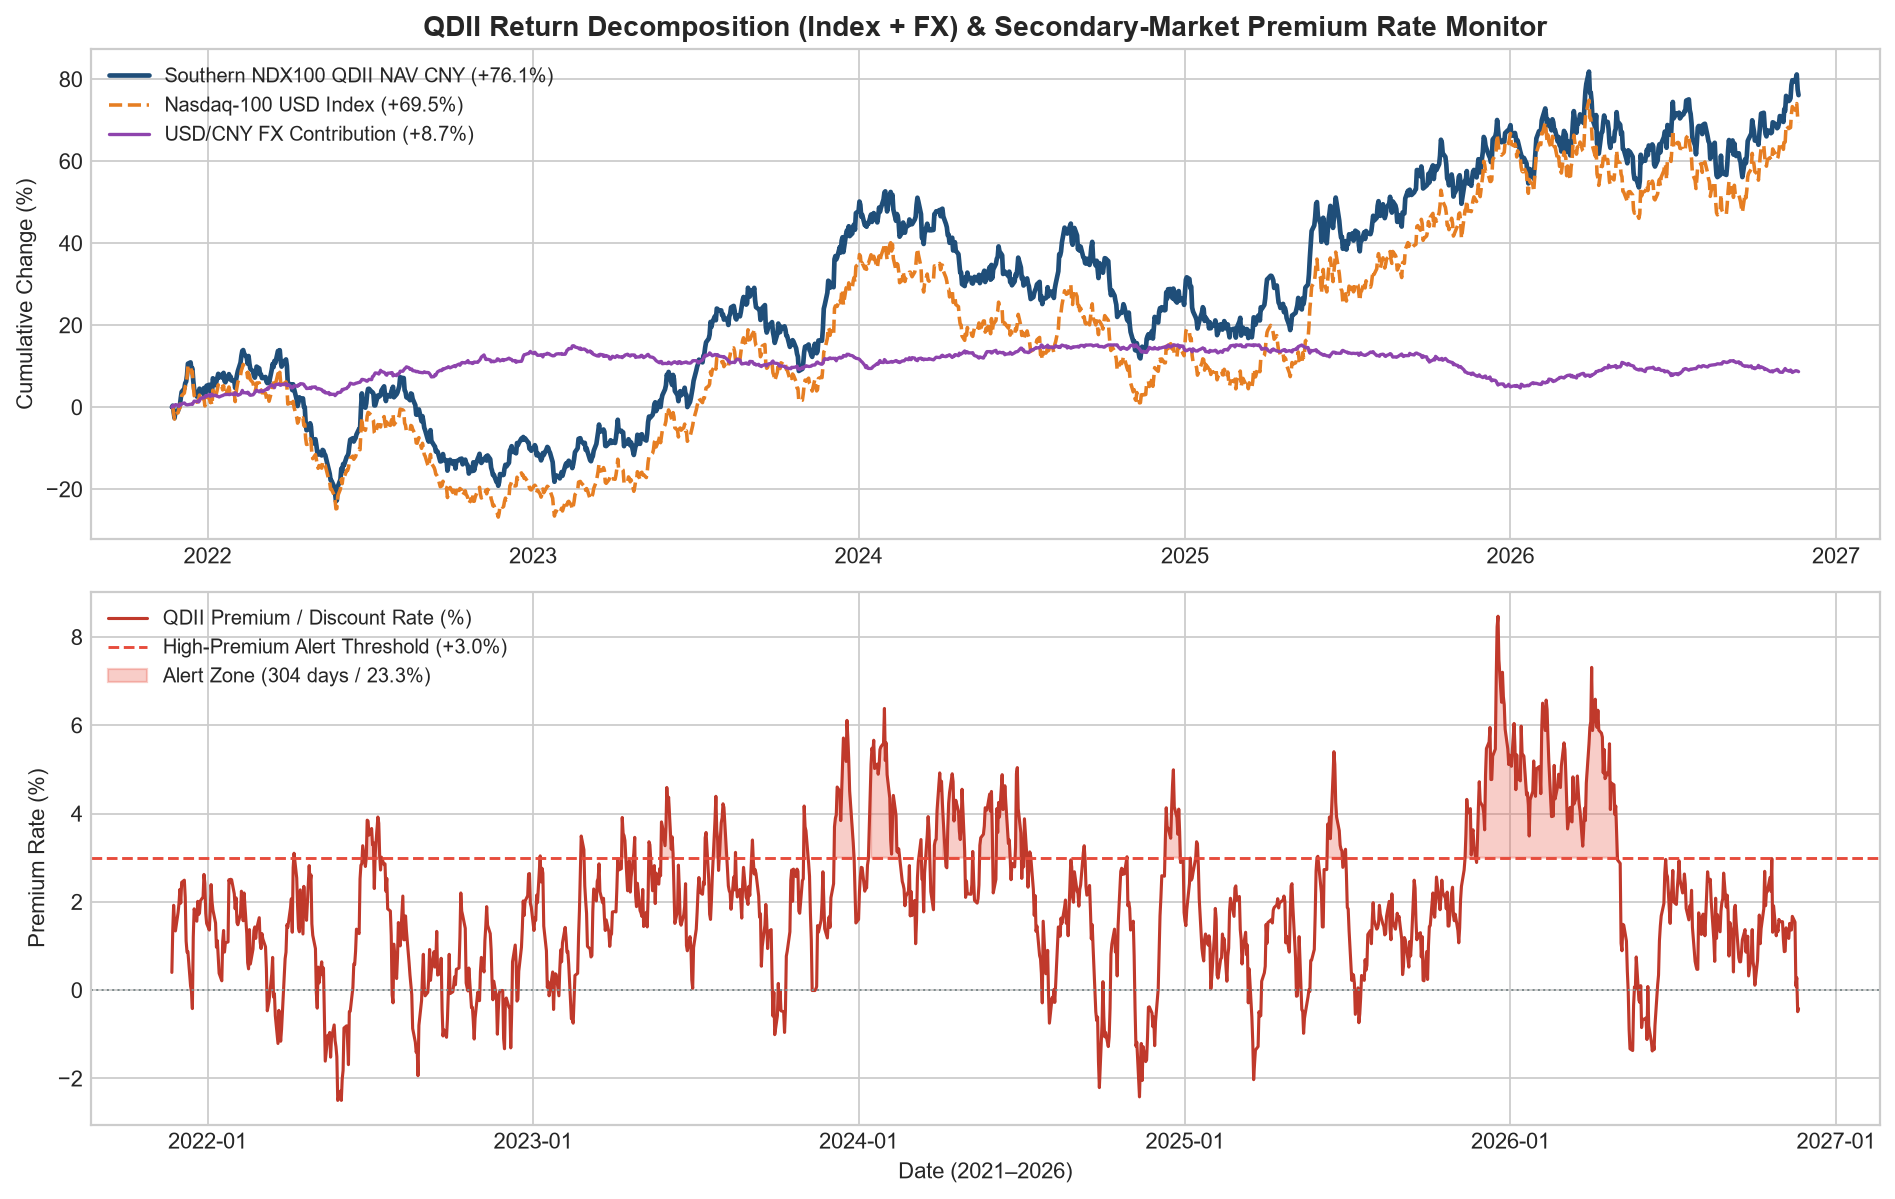 QDII Return Decomposition (Index + FX) & Secondary-Market Premium Rate Monitor
Southern NDX100 QDII NAV CNY (+76.1%)
Nasdaq-100 USD Index (+69.5%)
USD/CNY FX Contribution (+8.7%)
Cumulative Change (%)
80
60
40
20
0
−20
2022 2023 2024 2025 2026 2027
QDII Premium / Discount Rate (%)
High-Premium Alert Threshold (+3.0%)
Alert Zone (304 days / 23.3%)
Premium Rate (%)
8
6
4
2
0
−2
2022-01 2023-01 2024-01 2025-01 2026-01 2027-01
Date (2021–2026)